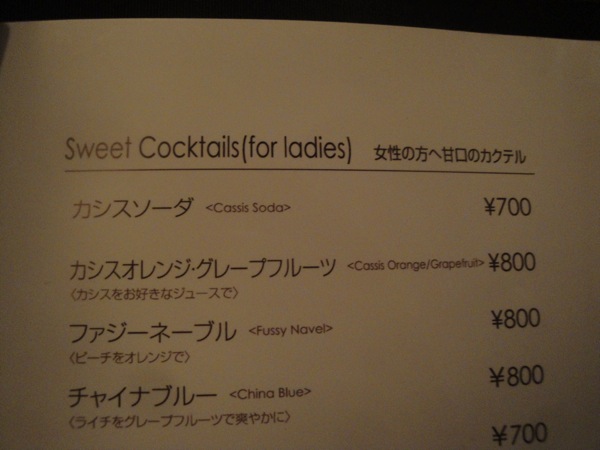 Sweet Cocktails(for ladies) 女性の方へ甘口のカクテル
カシスソーダ <Cassis Soda> ¥700
カシスオレンジ・グレープフルーツ <Cassis Orange/Grapefruit> ¥800
〈カシスをお好きなジュースで〉
ファジーネーブル <Fussy Navel> ¥800
〈ピーチをオレンジで〉
チャイナブルー <China Blue> ¥800
〈ライチをグレープフルーツで爽やかに〉
¥700